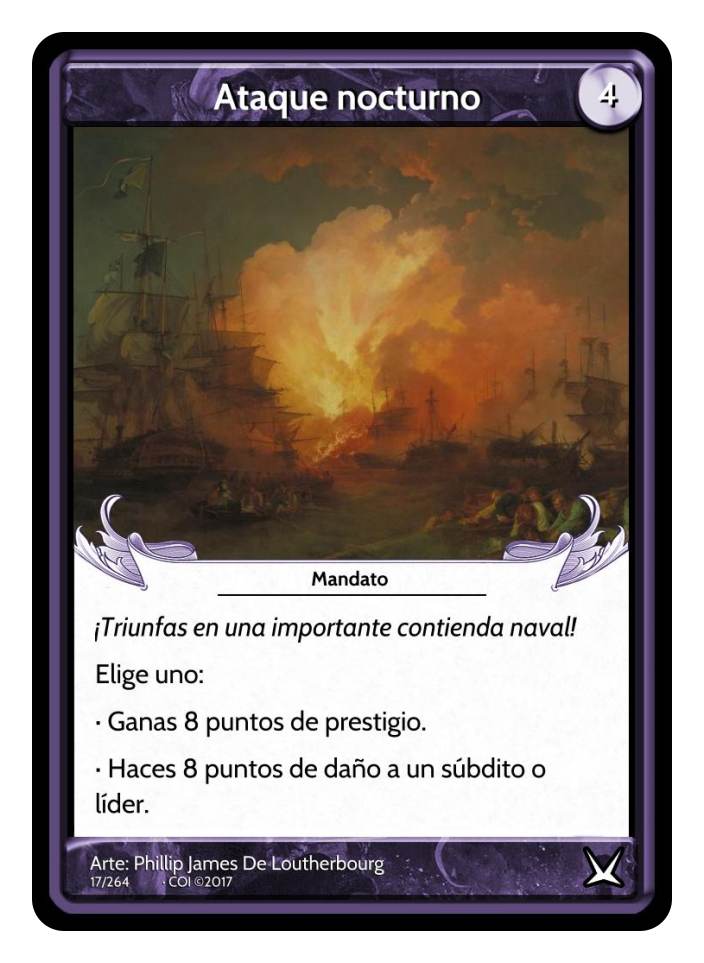 Ataque nocturno
4
Mandato
¡Triunfas en una importante contienda naval!
Elige uno:
· Ganas 8 puntos de prestigio.
· Haces 8 puntos de daño a un súbdito o
líder.
Arte: Phillip James De Loutherbourg
17/264 · COI ©2017